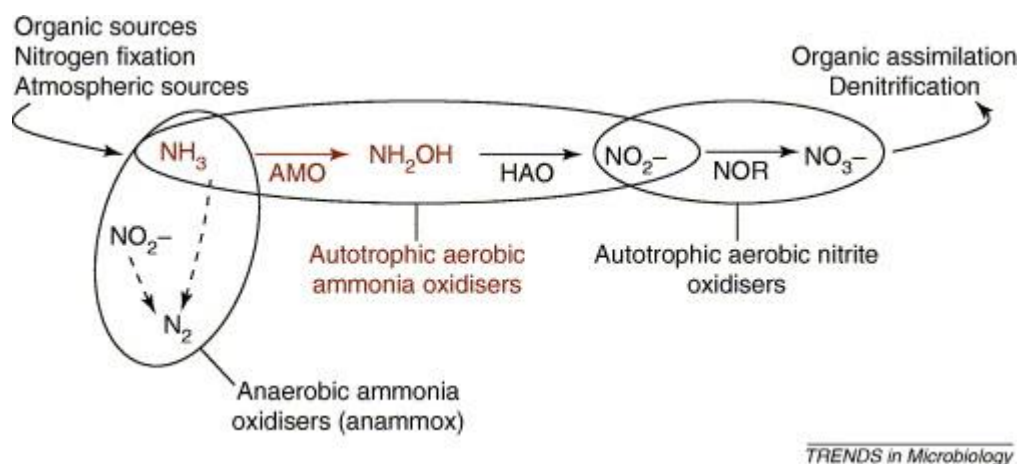 Organic sources
Nitrogen fixation
Atmospheric sources
Organic assimilation
Denitrification
NH₃
AMO
NH₂OH
HAO
NO₂–
NOR
NO₃–
NO₂–
N₂
Autotrophic aerobic
ammonia oxidisers
Autotrophic aerobic nitrite
oxidisers
Anaerobic ammonia
oxidisers (anammox)
TRENDS in Microbiology